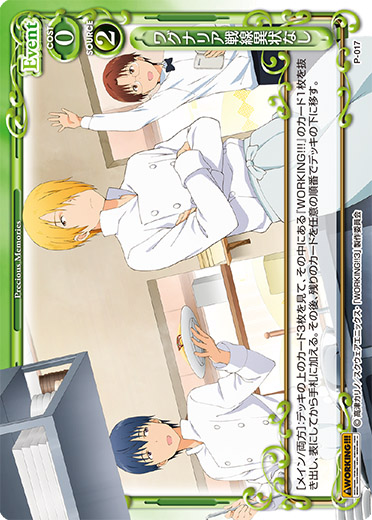 Event
COST
0
SOURCE
2
ワグナリア戦線異状なし
P-017
Precious Memories
[メイン/両方]：デッキの上のカード3枚を見て、その中にある「WORKING!!!」のカード1枚を抜
き出し、表にしてから手札に加える。その後、残りのカードを任意の順番でデッキの下に移す。
©高津カリノ/スクウェアエニックス・「WORKING!!3」製作委員会
WORKING!!!